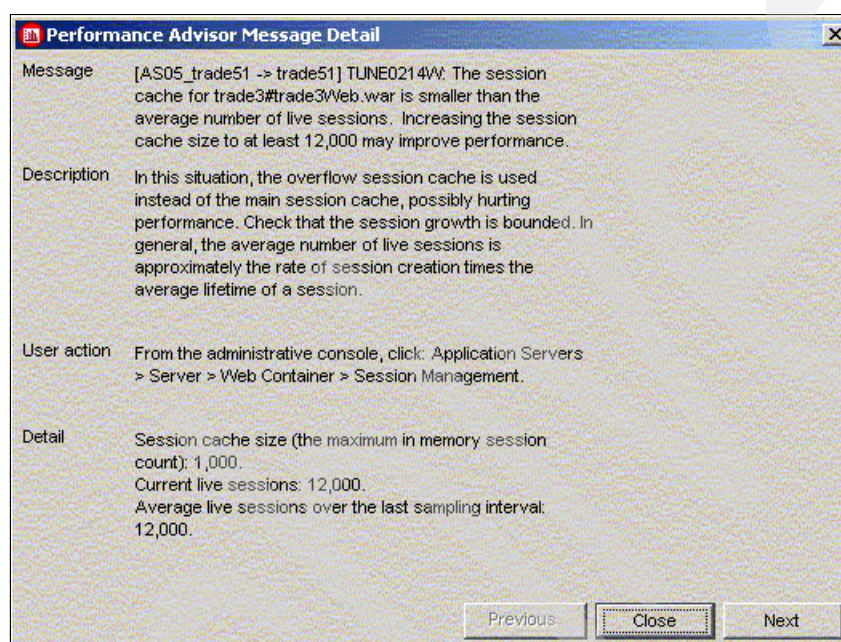 Performance Advisor Message Detail
Message
[AS05_trade51 -> trade51] TUNE0214W: The session
cache for trade3#trade3Web.war is smaller than the
average number of live sessions. Increasing the session
cache size to at least 12,000 may improve performance.
Description
In this situation, the overflow session cache is used
instead of the main session cache, possibly hurting
performance. Check that the session growth is bounded. In
general, the average number of live sessions is
approximately the rate of session creation times the
average lifetime of a session.
User action
From the administrative console, click: Application Servers
> Server > Web Container > Session Management.
Detail
Session cache size (the maximum in memory session
count): 1,000.
Current live sessions: 12,000.
Average live sessions over the last sampling interval:
12,000.
Previous
Close
Next